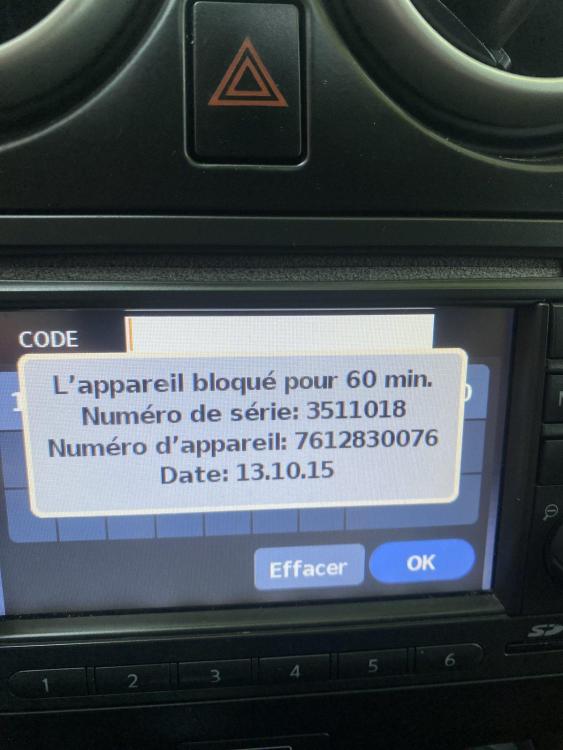 CODE
L'appareil bloqué pour 60 min.
Numéro de série: 3511018
Numéro d'appareil: 7612830076
Date: 13.10.15
Effacer
OK
1
2
3
4
5
6